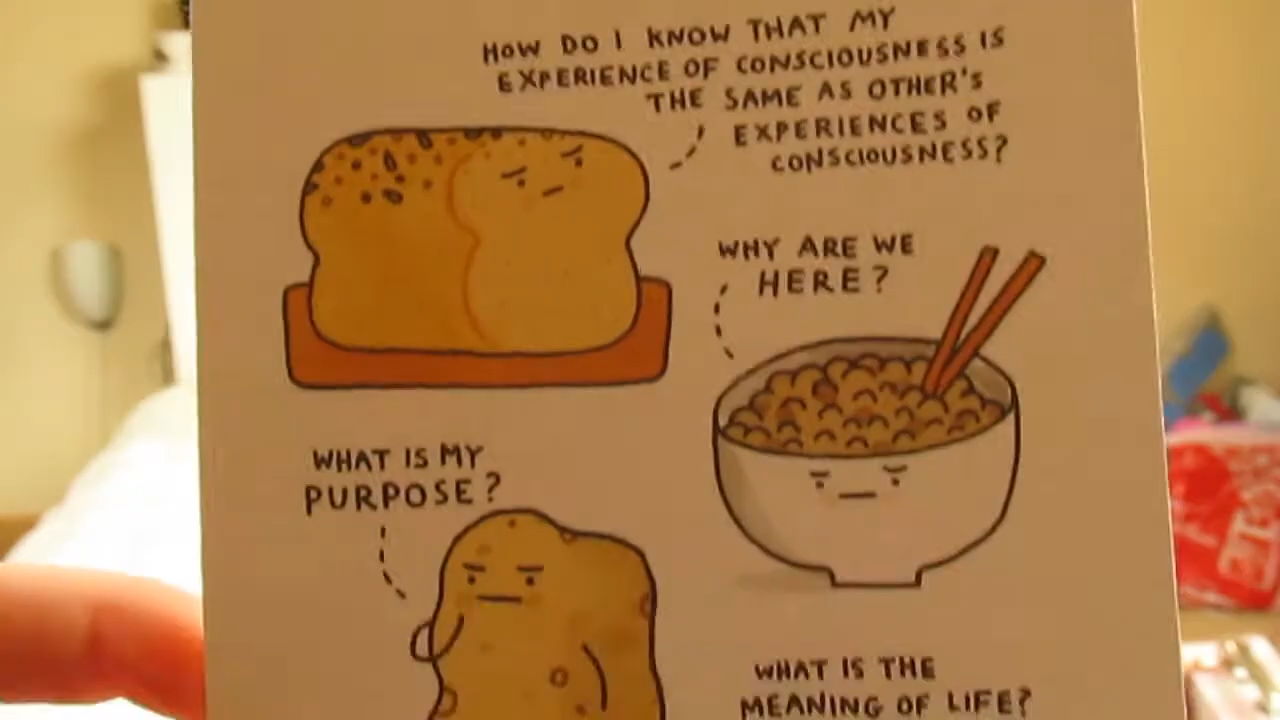 HOW DO I KNOW THAT MY
EXPERIENCE OF CONSCIOUSNESS IS
THE SAME AS OTHER'S
EXPERIENCES OF
CONSCIOUSNESS?
WHY ARE WE
HERE?
WHAT IS MY
PURPOSE?
WHAT IS THE
MEANING OF LIFE?